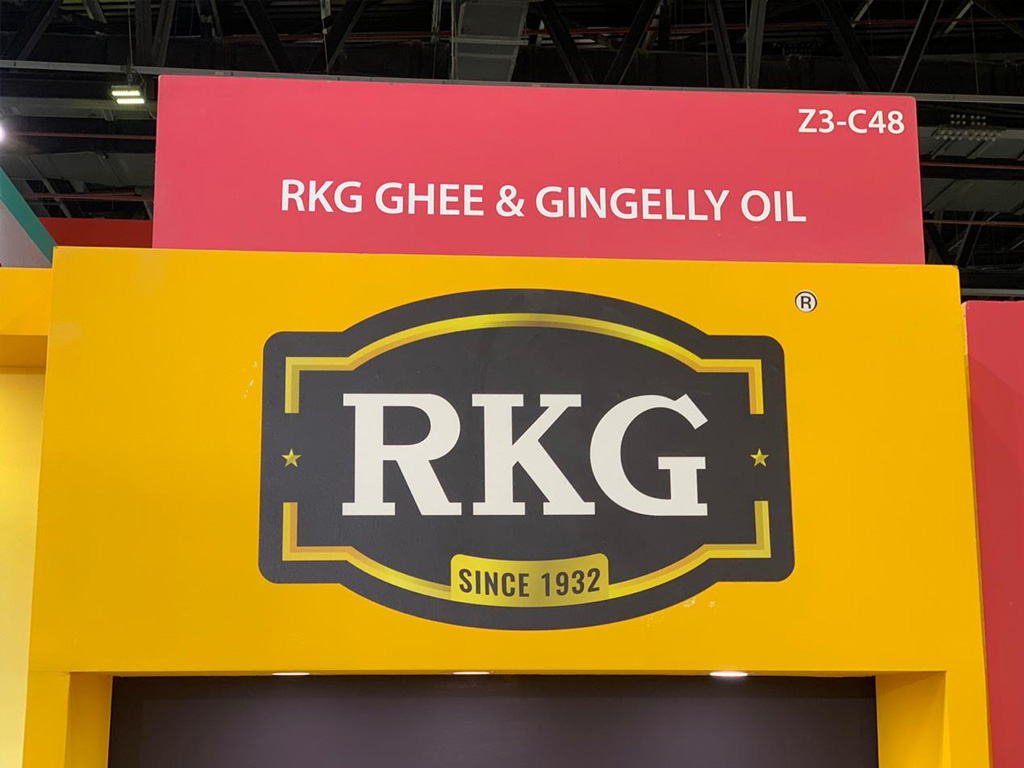 Z3-C48
RKG GHEE & GINGELLY OIL
®
RKG
SINCE 1932